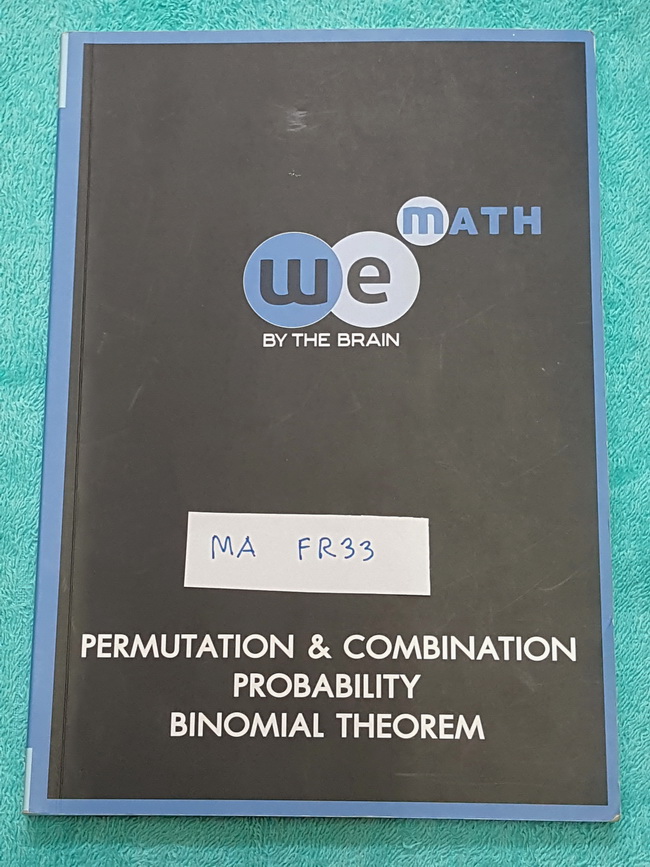 mATH
we
BY THE BRAIN
MA FR33
PERMUTATION & COMBINATION
PROBABILITY
BINOMIAL THEOREM